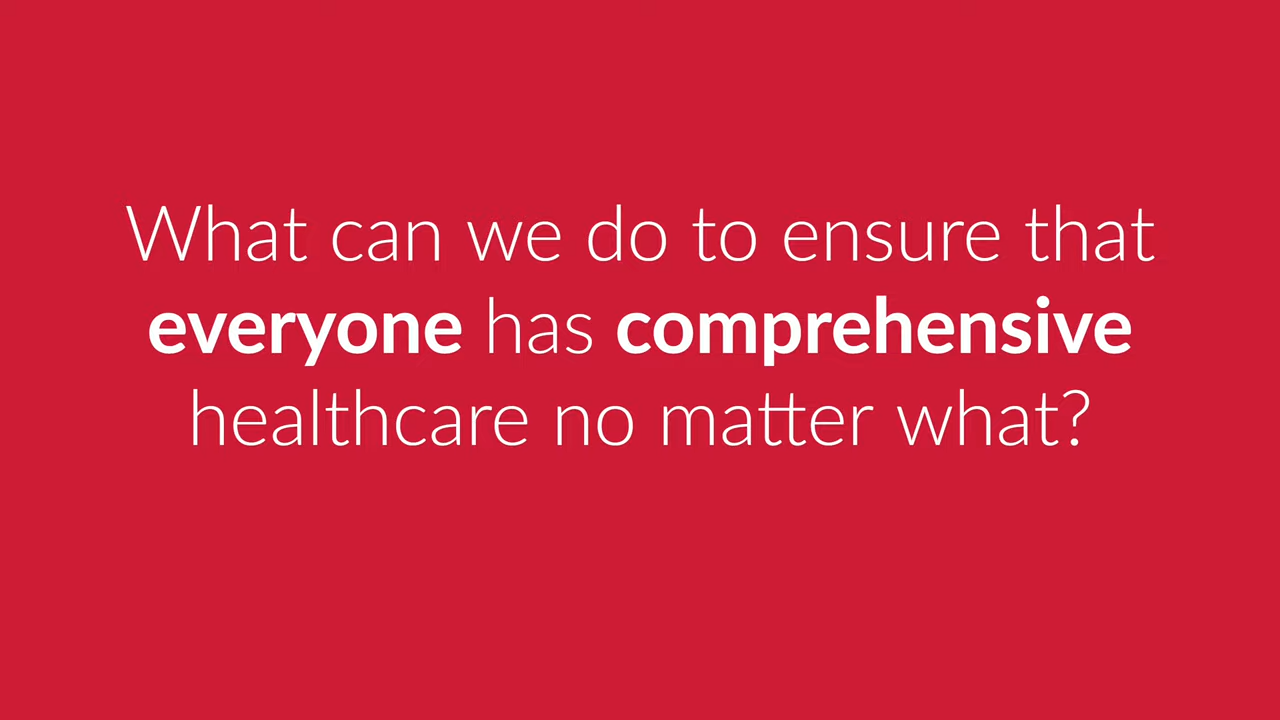 What can we do to ensure that
everyone has comprehensive
healthcare no matter what?